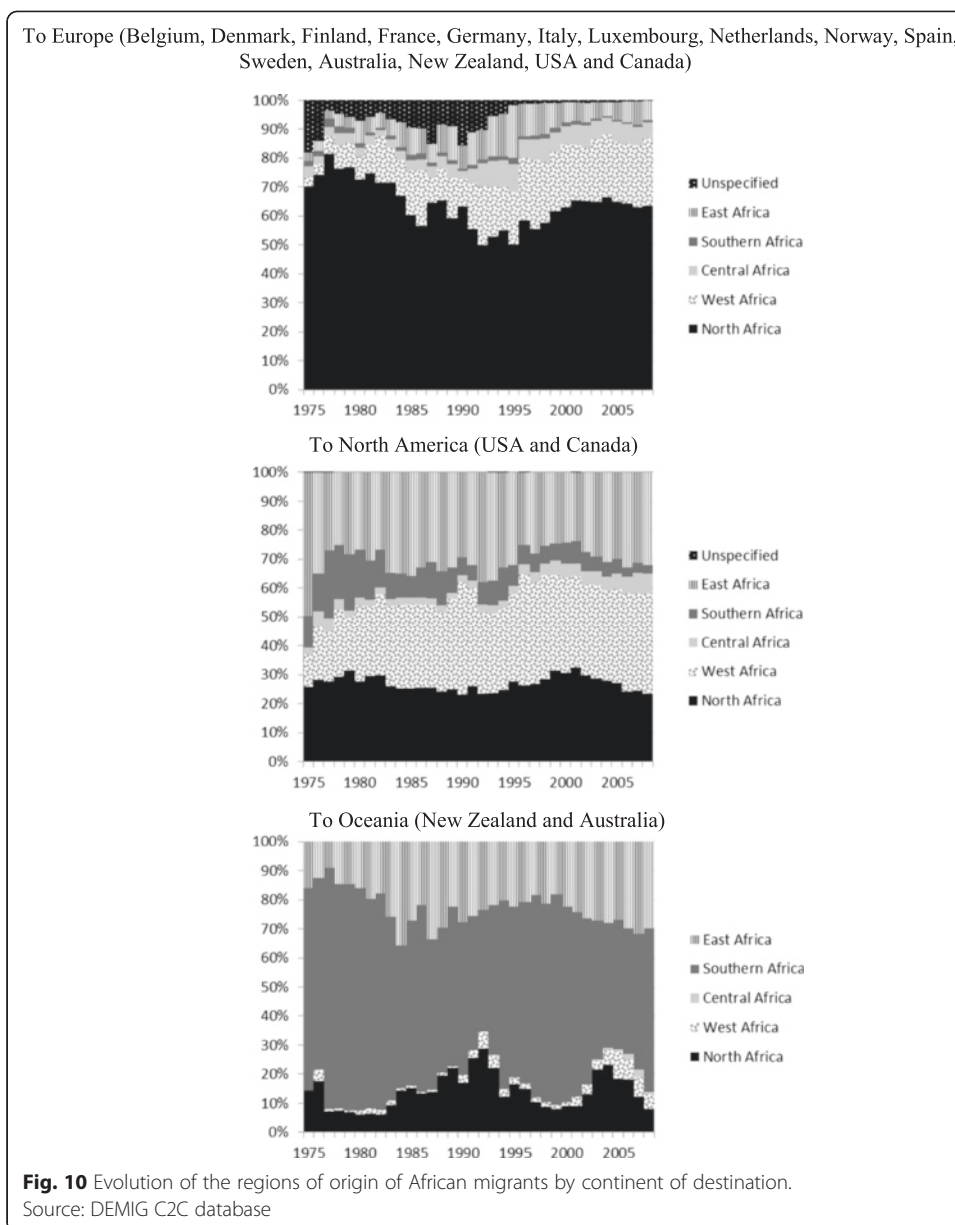 To Europe (Belgium, Denmark, Finland, France, Germany, Italy, Luxembourg, Netherlands, Norway, Spain,
Sweden, Australia, New Zealand, USA and Canada)
100%
90%
80%
70%
60%
50%
40%
30%
20%
10%
0%
1975 1980 1985 1990 1995 2000 2005
Unspecified
East Africa
Southern Africa
Central Africa
West Africa
North Africa
To North America (USA and Canada)
100%
90%
80%
70%
60%
50%
40%
30%
20%
10%
0%
1975 1980 1985 1990 1995 2000 2005
Unspecified
East Africa
Southern Africa
Central Africa
West Africa
North Africa
To Oceania (New Zealand and Australia)
100%
90%
80%
70%
60%
50%
40%
30%
20%
10%
0%
1975 1980 1985 1990 1995 2000 2005
East Africa
Southern Africa
Central Africa
West Africa
North Africa
Fig. 10 Evolution of the regions of origin of African migrants by continent of destination.
Source: DEMIG C2C database